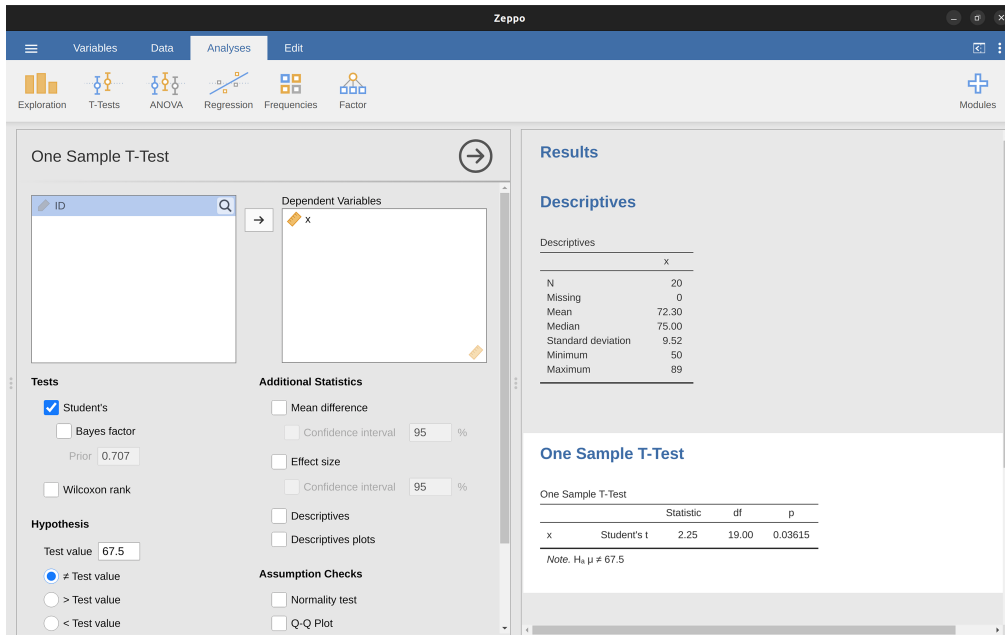 Zeppo
Variables Data Analyses Edit
Exploration T-Tests ANOVA Regression Frequencies Factor Modules
One Sample T-Test
ID
Dependent Variables
x
Tests
Student's
Bayes factor
Prior 0.707
Wilcoxon rank
Hypothesis
Test value 67.5
≠ Test value
> Test value
< Test value
Additional Statistics
Mean difference
Confidence interval 95 %
Effect size
Confidence interval 95 %
Descriptives
Descriptives plots
Assumption Checks
Normality test
Q-Q Plot
Results
Descriptives
Descriptives
x
N 20
Missing 0
Mean 72.30
Median 75.00
Standard deviation 9.52
Minimum 50
Maximum 89
One Sample T-Test
One Sample T-Test
Statistic df p
x Student's t 2.25 19.00 0.03615
Note. Hₐ μ ≠ 67.5